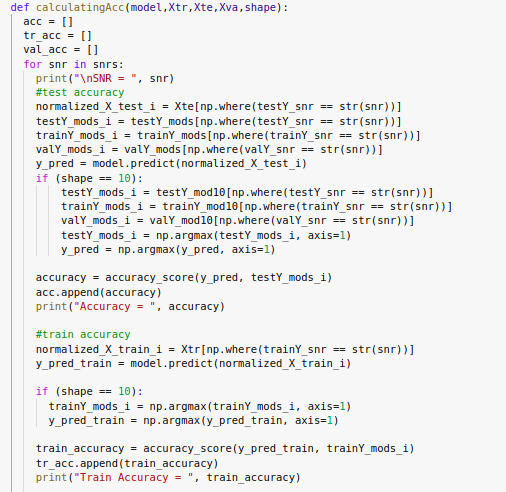 def calculatingAcc(model,Xtr,Xte,Xva,shape):
  acc = []
  tr_acc = []
  val_acc = []
  for snr in snrs:
    print("\nSNR = ", snr)
    #test accuracy
    normalized_X_test_i = Xte[np.where(testY_snr == str(snr))]
    testY_mods_i = testY_mods[np.where(testY_snr == str(snr))]
    trainY_mods_i = trainY_mods[np.where(trainY_snr == str(snr))]
    valY_mods_i = valY_mods[np.where(valY_snr == str(snr))]
    y_pred = model.predict(normalized_X_test_i)
    if (shape == 10):
        testY_mods_i = testY_mod10[np.where(testY_snr == str(snr))]
        trainY_mods_i = trainY_mod10[np.where(trainY_snr == str(snr))]
        valY_mods_i = valY_mod10[np.where(valY_snr == str(snr))]
        testY_mods_i = np.argmax(testY_mods_i, axis=1)
        y_pred = np.argmax(y_pred, axis=1)

    accuracy = accuracy_score(y_pred, testY_mods_i)
    acc.append(accuracy)
    print("Accuracy = ", accuracy)

    #train accuracy
    normalized_X_train_i = Xtr[np.where(trainY_snr == str(snr))]
    y_pred_train = model.predict(normalized_X_train_i)

    if (shape == 10):
      trainY_mods_i = np.argmax(trainY_mods_i, axis=1)
      y_pred_train = np.argmax(y_pred_train, axis=1)

    train_accuracy = accuracy_score(y_pred_train, trainY_mods_i)
    tr_acc.append(train_accuracy)
    print("Train Accuracy = ", train_accuracy)